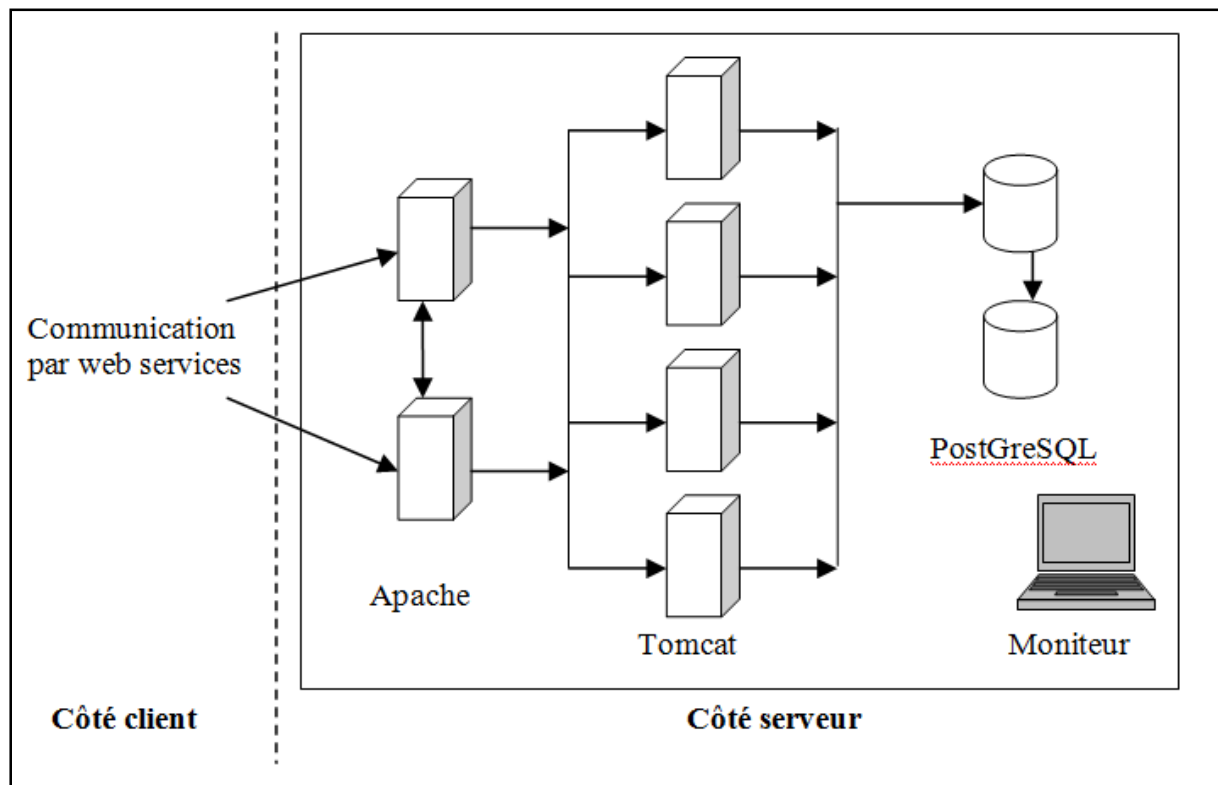 Communication
par web services
Apache
Tomcat
PostGreSQL
Moniteur
Côté client
Côté serveur